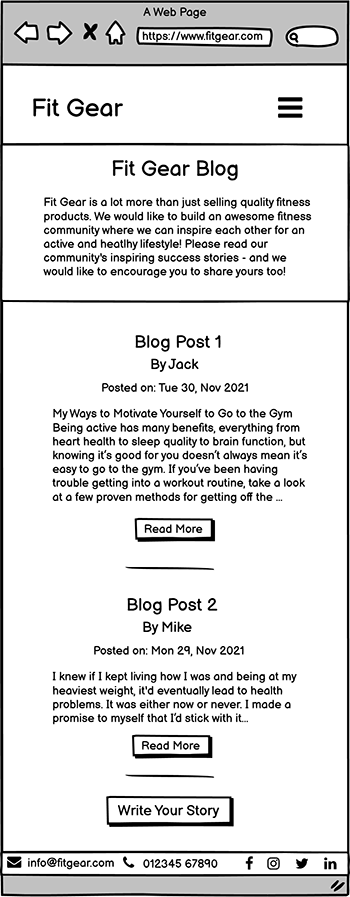 A Web Page
https://www.fitgear.com
Fit Gear
Fit Gear Blog
Fit Gear is a lot more than just selling quality fitness
products. We would like to build an awesome fitness
community where we can inspire each other for an
active and heatlhy lifestyle! Please read our
community's inspiring success stories - and we
would like to encourage you to share yours too!
Blog Post 1
By Jack
Posted on: Tue 30, Nov 2021
My Ways to Motivate Yourself to Go to the Gym
Being active has many benefits, everything from
heart health to sleep quality to brain function, but
knowing it's good for you doesn't always mean it's
easy to go to the gym. If you've been having
trouble getting into a workout routine, take a look
at a few proven methods for getting off the ...
Read More
Blog Post 2
By Mike
Posted on: Mon 29, Nov 2021
I knew if I kept living how I was and being at my
heaviest weight, it'd eventually lead to health
problems. It was either now or never. I made a
promise to myself that I'd stick with it...
Read More
Write Your Story
info@fitgear.com 012345 67890